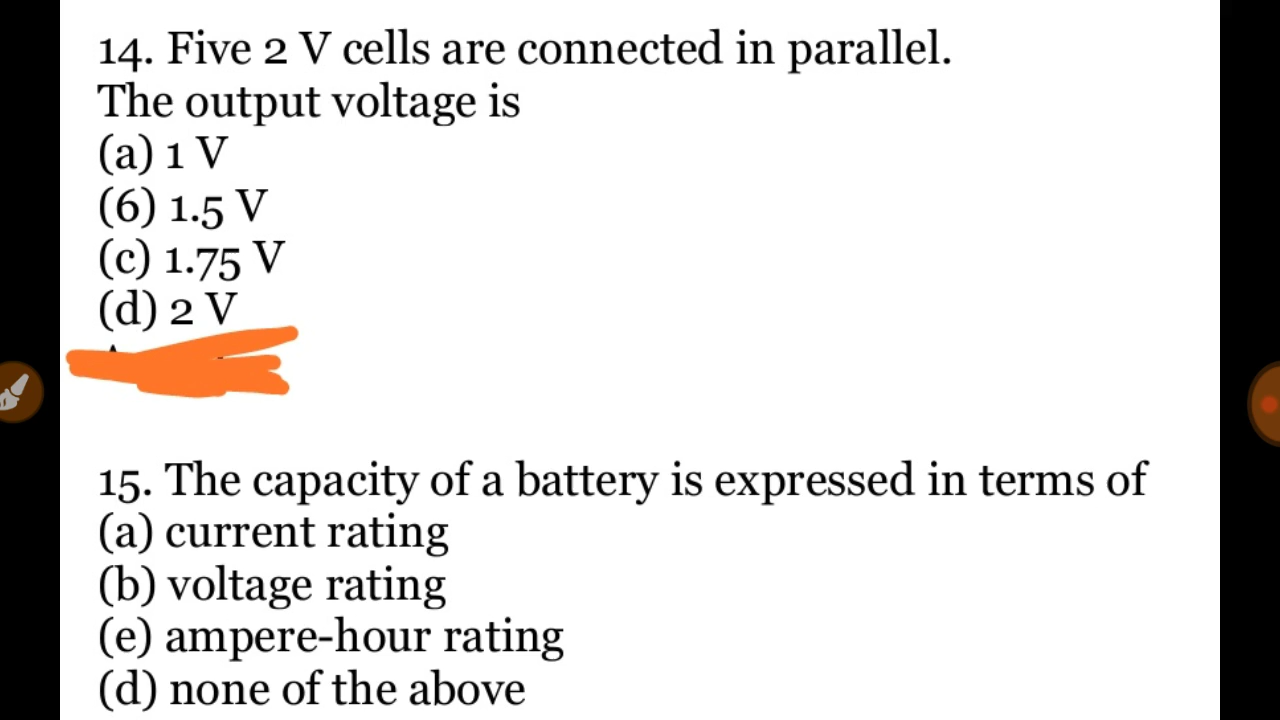 14. Five 2 V cells are connected in parallel.
The output voltage is
(a) 1 V
(6) 1.5 V
(c) 1.75 V
(d) 2 V
15. The capacity of a battery is expressed in terms of
(a) current rating
(b) voltage rating
(e) ampere-hour rating
(d) none of the above